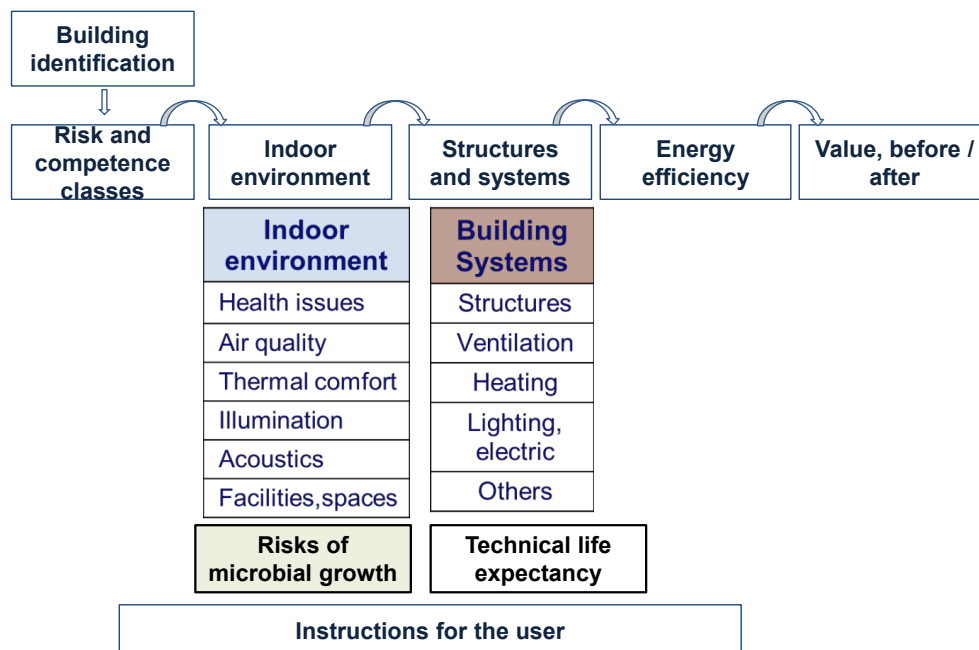 Building
identification
Risk and
competence
classes
Indoor
environment
Structures
and systems
Energy
efficiency
Value, before /
after
Indoor
environment
Health issues
Air quality
Thermal comfort
Illumination
Acoustics
Facilities,spaces
Building
Systems
Structures
Ventilation
Heating
Lighting,
electric
Others
Risks of
microbial growth
Technical life
expectancy
Instructions for the user